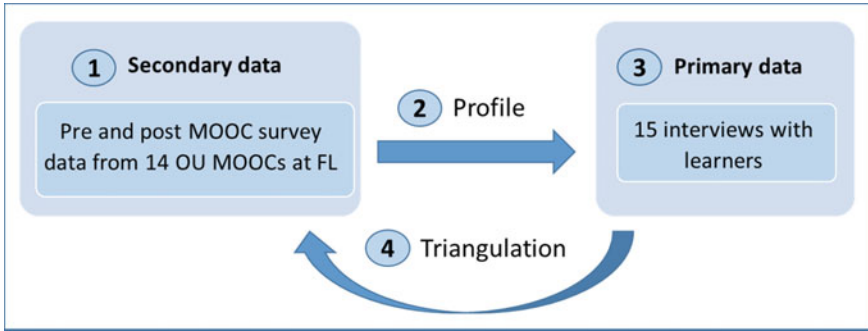 1 Secondary data
Pre and post MOOC survey
data from 14 OU MOOCs at FL
2 Profile
3 Primary data
15 interviews with
learners
4 Triangulation